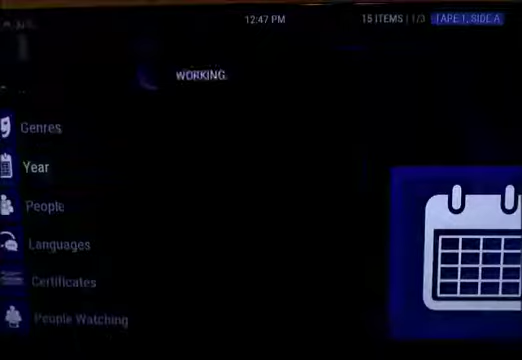 12:47 PM
15 ITEMS | 1/3
TAPE 1, SIDE A
WORKING.
Genres
Year
People
Languages
Certificates
People Watching